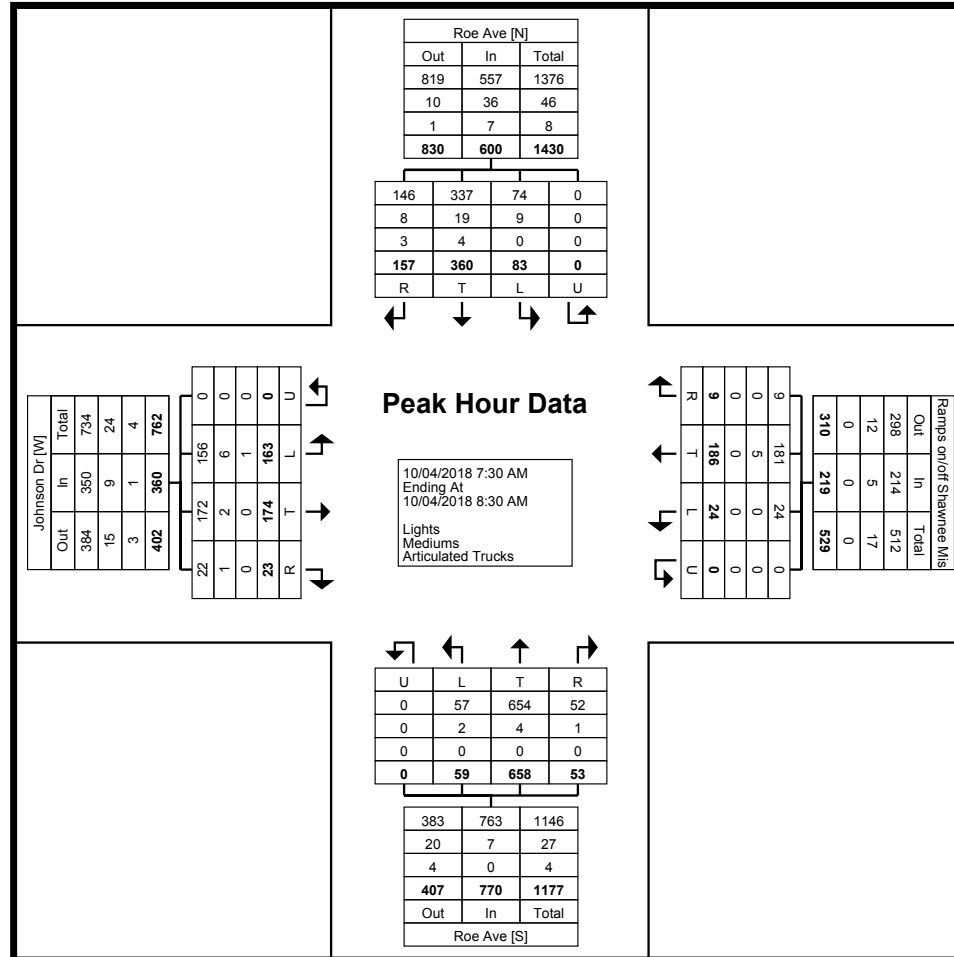 Roe Ave [N]
Out In Total
819 557 1376
10 36 46
1 7 8
830 600 1430
146 337 74 0
8 19 9 0
3 4 0 0
157 360 83 0
R T L U
Johnson Dr [W]
Total In Out
734 350 384
24 9 15
4 1 3
762 360 402
0 156 172 22
0 6 2 1
0 1 0 0
0 163 174 23
U L T R
Peak Hour Data
10/04/2018 7:30 AM
Ending At
10/04/2018 8:30 AM
Lights
Mediums
Articulated Trucks
R T L U
9 186 24 0
0 0 0 0
0 5 0 0
9 181 24 0
310 219 529
0 0 0
12 5 17
298 214 512
Out In Total
Ramps on/off Shawnee Mis
U L T R
0 57 654 52
0 2 4 1
0 0 0 0
0 59 658 53
383 763 1146
20 7 27
4 0 4
407 770 1177
Out In Total
Roe Ave [S]